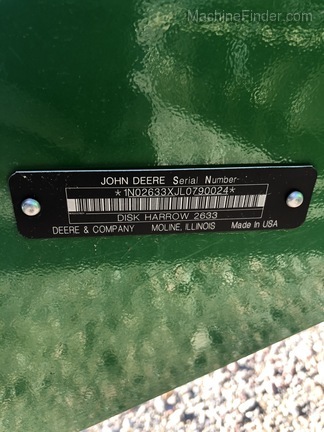 MachineFinder.com
JOHN DEERE Serial Number
*1N02633XJL0790024*
DISK HARROW 2633
DEERE & COMPANY MOLINE, ILLINOIS Made In USA